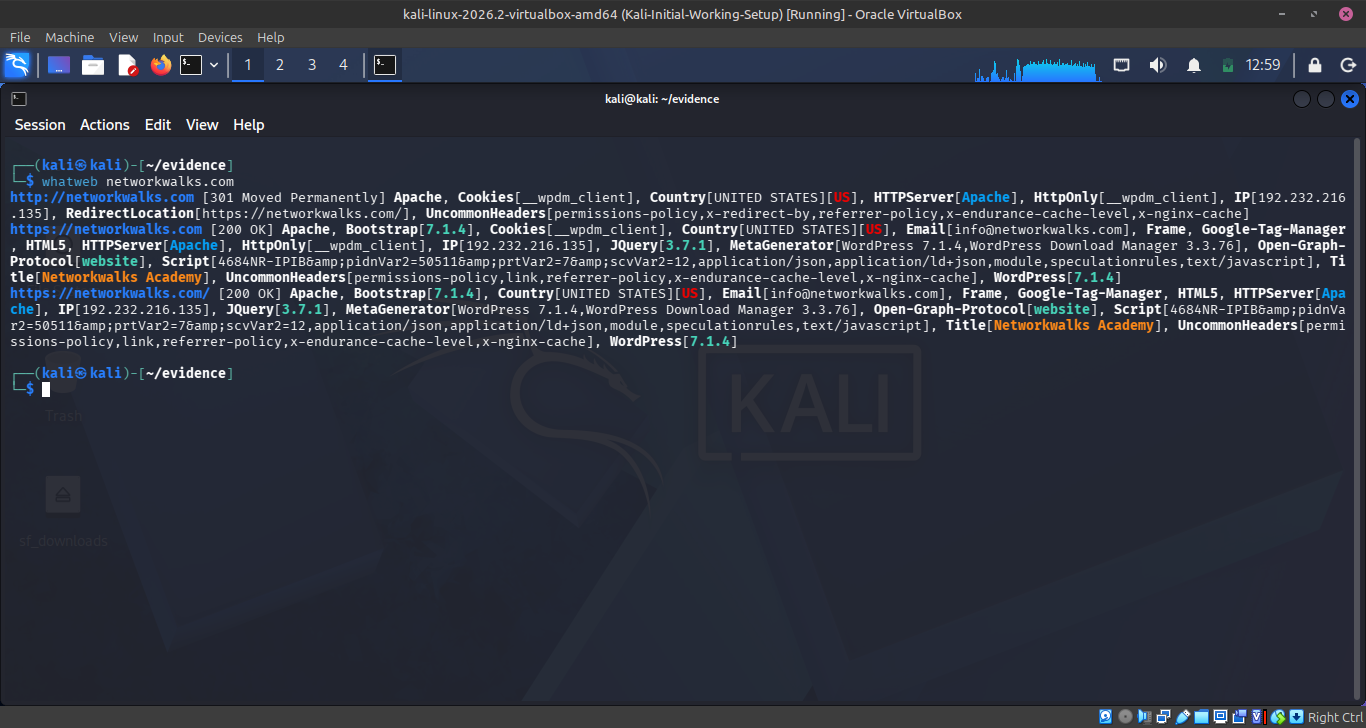 kali-linux-2026.2-virtualbox-amd64 (Kali-Initial-Working-Setup) [Running] - Oracle VirtualBox
File Machine View Input Devices Help
1 2 3 4 12:59
kali@kali: ~/evidence
Session Actions Edit View Help
┌──(kali㉿kali)-[~/evidence]
└─$ whatweb networkwalks.com
http://networkwalks.com [301 Moved Permanently] Apache, Cookies[__wpdm_client], Country[UNITED STATES][US], HTTPServer[Apache], HttpOnly[__wpdm_client], IP[192.232.216
.135], RedirectLocation[https://networkwalks.com/], UncommonHeaders[permissions-policy,x-redirect-by,referrer-policy,x-endurance-cache-level,x-nginx-cache]
https://networkwalks.com [200 OK] Apache, Bootstrap[7.1.4], Cookies[__wpdm_client], Country[UNITED STATES][US], Email[info@networkwalks.com], Frame, Google-Tag-Manager
, HTML5, HTTPServer[Apache], HttpOnly[__wpdm_client], IP[192.232.216.135], JQuery[3.7.1], MetaGenerator[WordPress 7.1.4,WordPress Download Manager 3.3.76], Open-Graph-
Protocol[website], Script[4684NR-IPIB&amp;pidnVar2=50511&amp;prtVar2=7&amp;scvVar2=12,application/json,application/ld+json,module,speculationrules,text/javascript], Ti
tle[Networkwalks Academy], UncommonHeaders[permissions-policy,link,referrer-policy,x-endurance-cache-level,x-nginx-cache], WordPress[7.1.4]
https://networkwalks.com/ [200 OK] Apache, Bootstrap[7.1.4], Country[UNITED STATES][US], Email[info@networkwalks.com], Frame, Google-Tag-Manager, HTML5, HTTPServer[Apa
che], IP[192.232.216.135], JQuery[3.7.1], MetaGenerator[WordPress 7.1.4,WordPress Download Manager 3.3.76], Open-Graph-Protocol[website], Script[4684NR-IPIB&amp;pidnVa
r2=50511&amp;prtVar2=7&amp;scvVar2=12,application/json,application/ld+json,module,speculationrules,text/javascript], Title[Networkwalks Academy], UncommonHeaders[permi
ssions-policy,link,referrer-policy,x-endurance-cache-level,x-nginx-cache], WordPress[7.1.4]
┌──(kali㉿kali)-[~/evidence]
└─$
Trash
KALI
sf_downloads
Right Ctrl